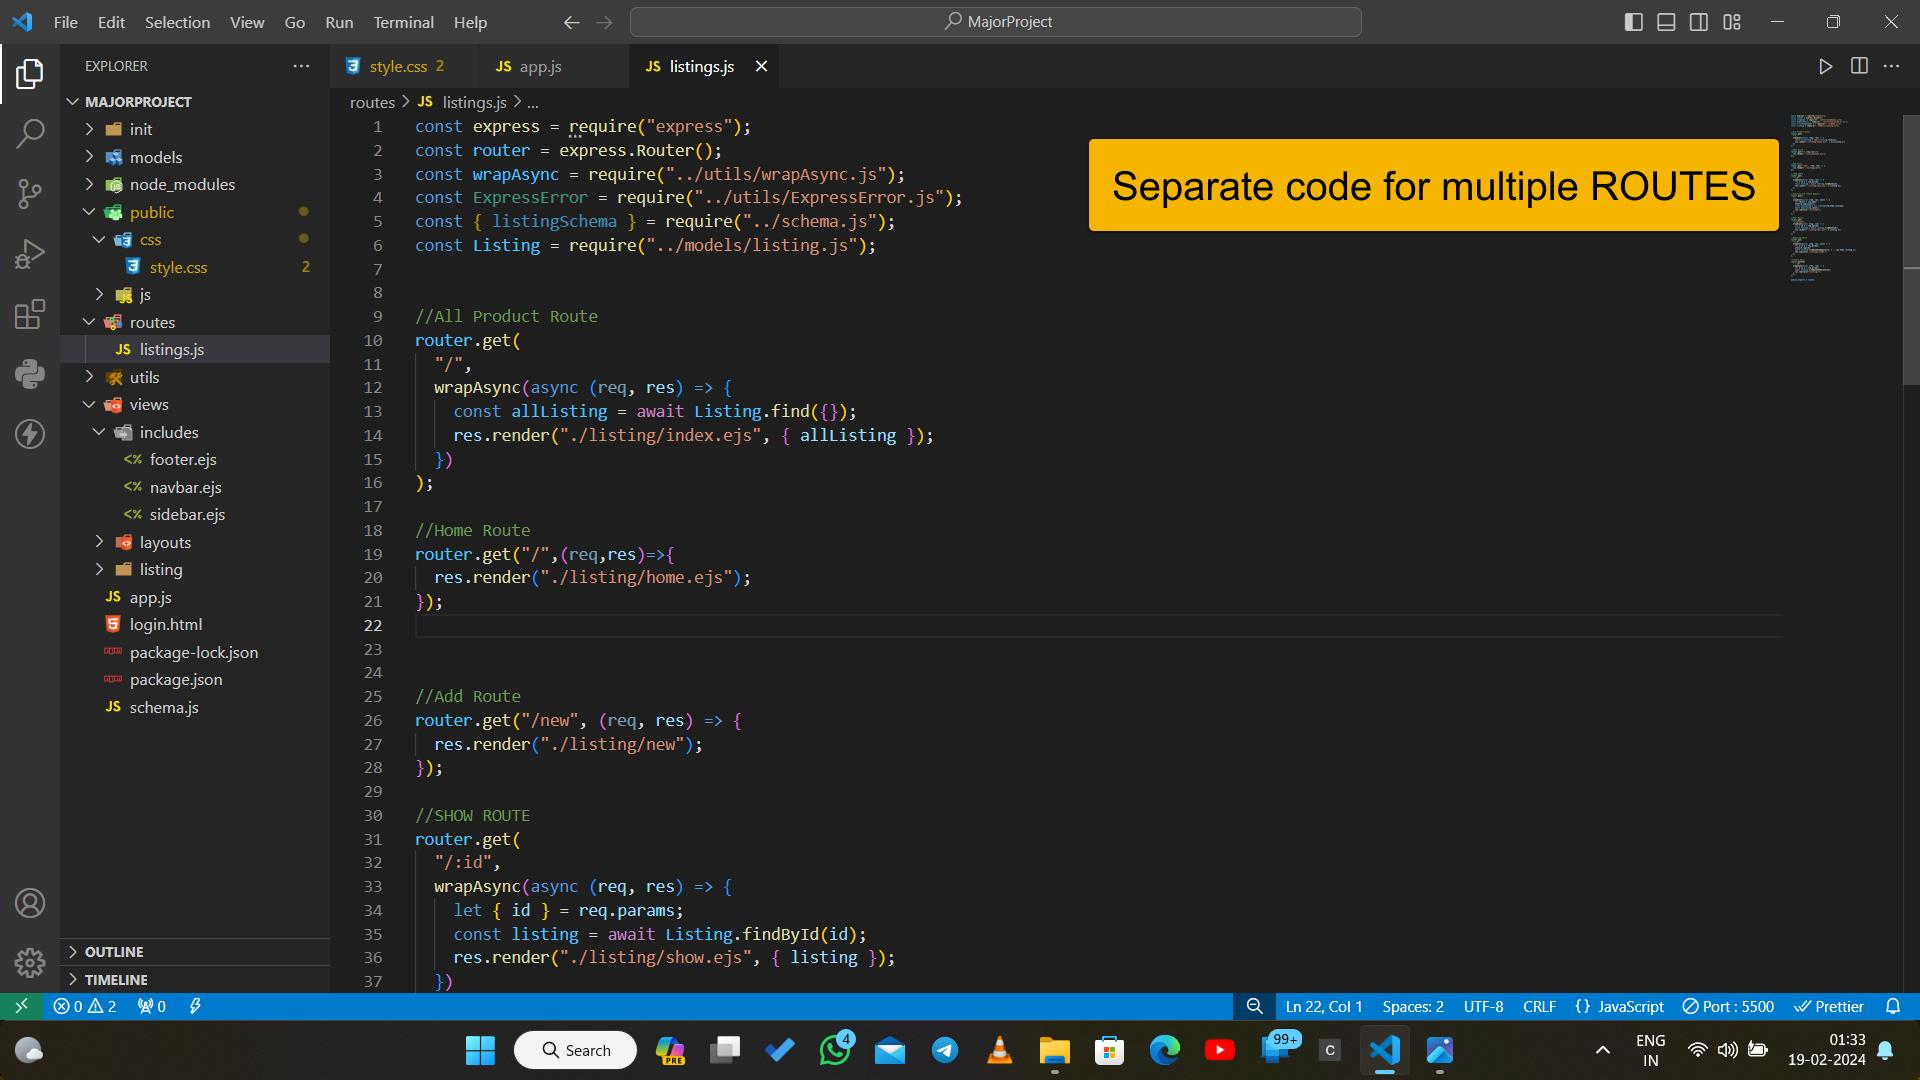 File Edit Selection View Go Run Terminal Help
MajorProject
EXPLORER
MAJORPROJECT
init
models
node_modules
public
css
style.css 2
js
routes
listings.js
utils
views
includes
<% footer.ejs
<% navbar.ejs
<% sidebar.ejs
layouts
listing
JS app.js
login.html
package-lock.json
package.json
JS schema.js
OUTLINE
TIMELINE
style.css 2
JS app.js
JS listings.js
routes > JS listings.js > ...
1 const express = require("express");
2 const router = express.Router();
3 const wrapAsync = require("../utils/wrapAsync.js");
4 const ExpressError = require("../utils/ExpressError.js");
5 const { listingSchema } = require("../schema.js");
6 const Listing = require("../models/listing.js");
7
8
9 //All Product Route
10 router.get(
11 "/",
12 wrapAsync(async (req, res) => {
13 const allListing = await Listing.find({});
14 res.render("./listing/index.ejs", { allListing });
15 })
16 );
17
18 //Home Route
19 router.get("/",(req,res)=>{
20 res.render("./listing/home.ejs");
21 });
22
23
24
25 //Add Route
26 router.get("/new", (req, res) => {
27 res.render("./listing/new");
28 });
29
30 //SHOW ROUTE
31 router.get(
32 "/:id",
33 wrapAsync(async (req, res) => {
34 let { id } = req.params;
35 const listing = await Listing.findById(id);
36 res.render("./listing/show.ejs", { listing });
37 })
Separate code for multiple ROUTES
0 2 0
Ln 22, Col 1 Spaces: 2 UTF-8 CRLF {} JavaScript Port : 5500 Prettier
Search
PRE
4
99+
C
ENG
IN
01:33
19-02-2024